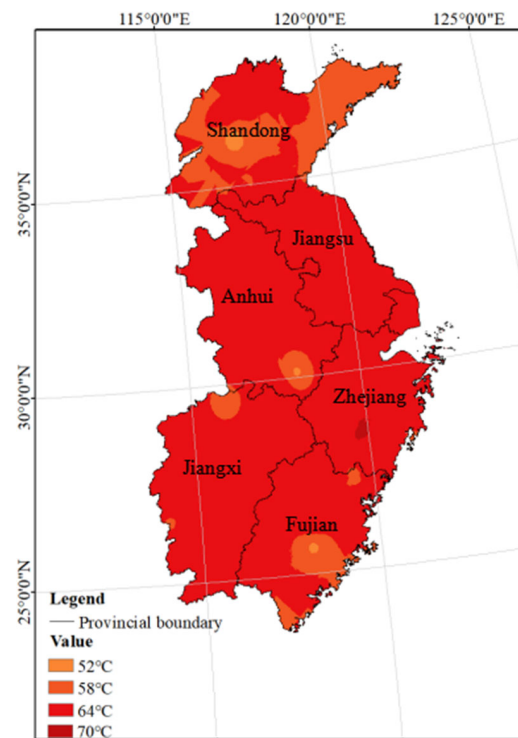 115°0'0"E 120°0'0"E 125°0'0"E
Shandong
35°0'0"N
Jiangsu
Anhui
30°0'0"N
Zhejiang
Jiangxi
Fujian
25°0'0"N
Legend
Provincial boundary
Value
52℃
58℃
64℃
70℃